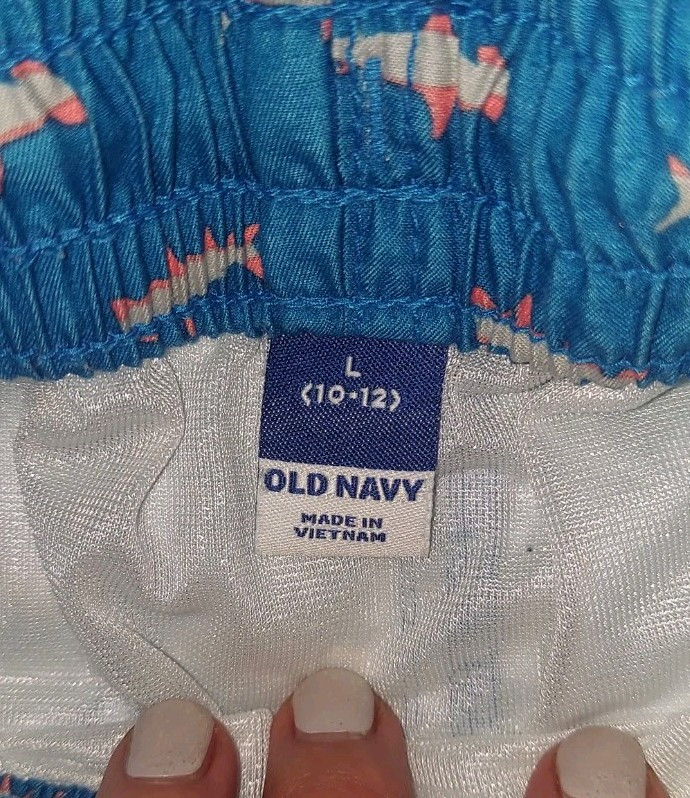 L
(10-12)
OLD NAVY
MADE IN
VIETNAM